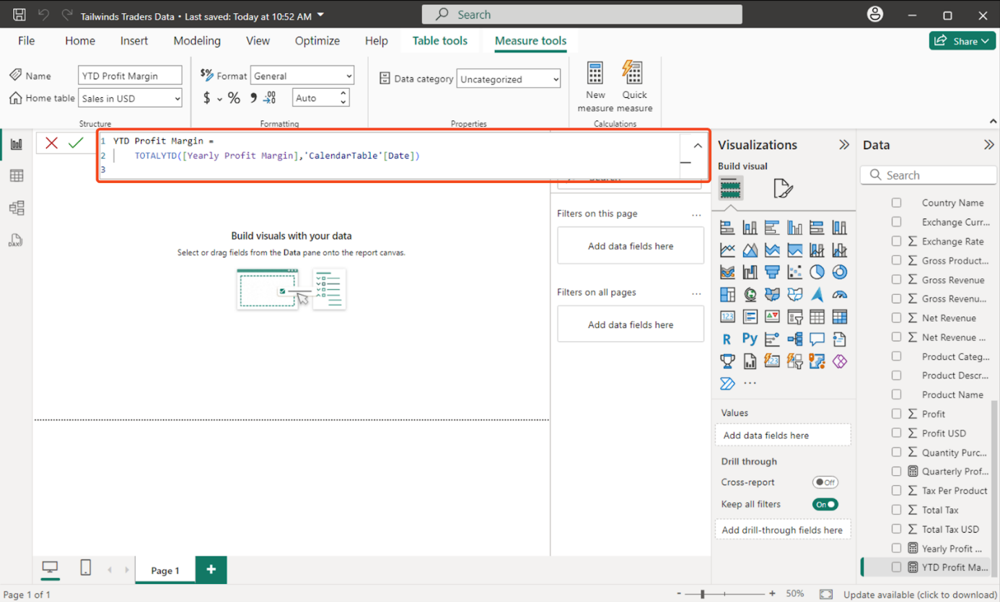 Tailwinds Traders Data • Last saved: Today at 10:52 AM
Search
File Home Insert Modeling View Optimize Help Table tools Measure tools
Share
Name YTD Profit Margin
Home table Sales in USD
Structure
Format General
$ % Auto
Formatting
Data category Uncategorized
Properties
New measure
Quick measure
Calculations
1 YTD Profit Margin =
2 TOTALYTD([Yearly Profit Margin],'CalendarTable'[Date])
3
DAX
Build visuals with your data
Select or drag fields from the Data pane onto the report canvas.
Search
Filters on this page ...
Add data fields here
Filters on all pages ...
Add data fields here
Visualizations
Build visual
123
R Py
123
...
Values
Add data fields here
Drill through
Cross-report Off
Keep all filters On
Add drill-through fields here
Data
Search
Country Name
Exchange Curr...
Exchange Rate
Gross Product...
Gross Revenue
Gross Revenu...
Net Revenue
Net Revenue ...
Product Categ...
Product Descr...
Product Name
Profit
Profit USD
Quantity Purc...
Quarterly Prof...
Tax Per Product
Total Tax
Total Tax USD
Yearly Profit ...
YTD Profit Ma...
Page 1 +
Page 1 of 1
- + 50%
Update available (click to download)